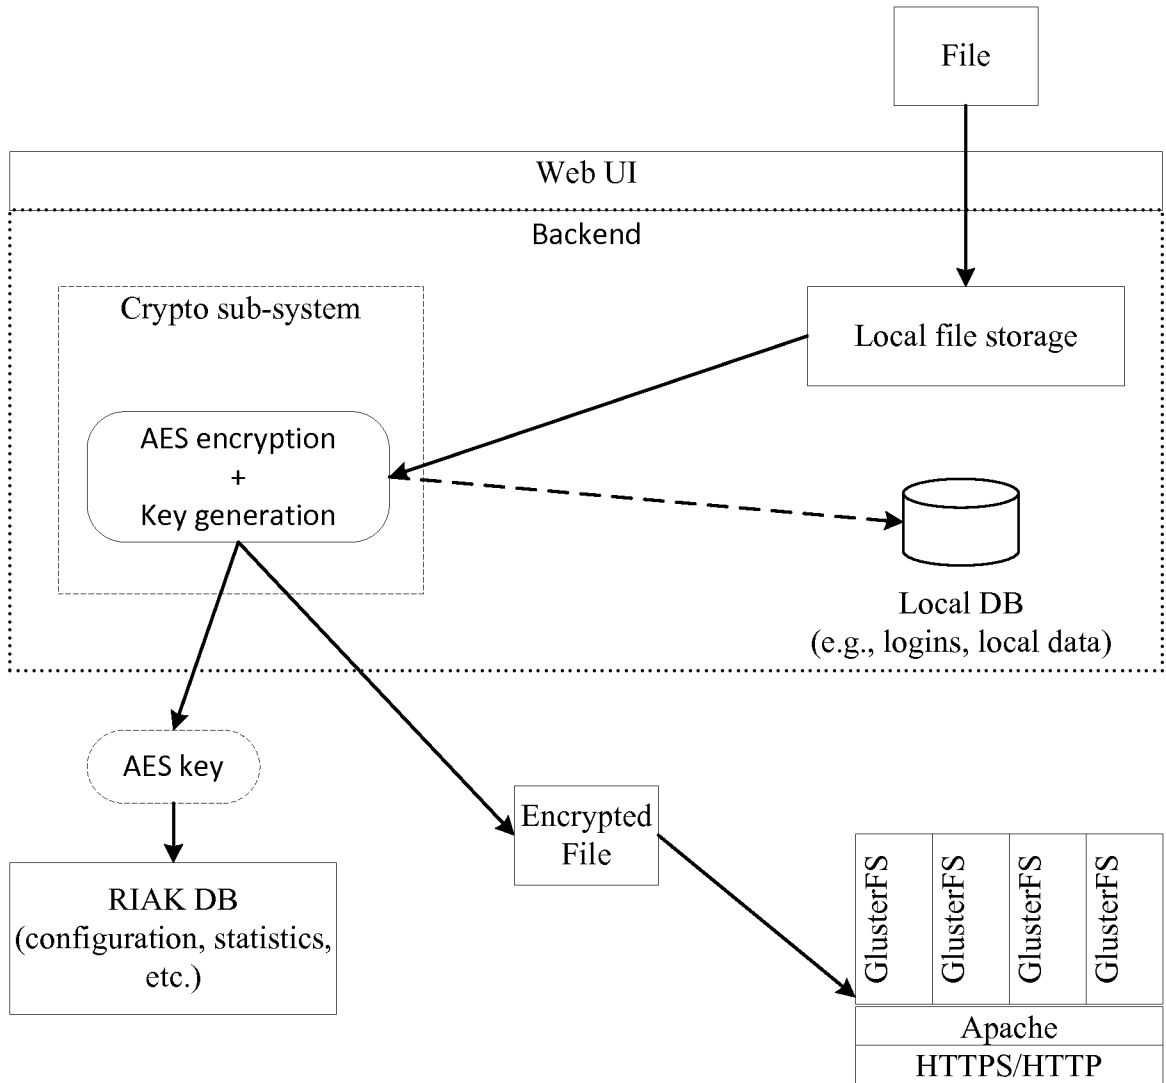 File
Web UI
Backend
Crypto sub-system
Local file storage
AES encryption
+
Key generation
Local DB
(e.g., logins, local data)
AES key
Encrypted
File
RIAK DB
(configuration, statistics,
etc.)
GlusterFS
GlusterFS
GlusterFS
GlusterFS
Apache
HTTPS/HTTP